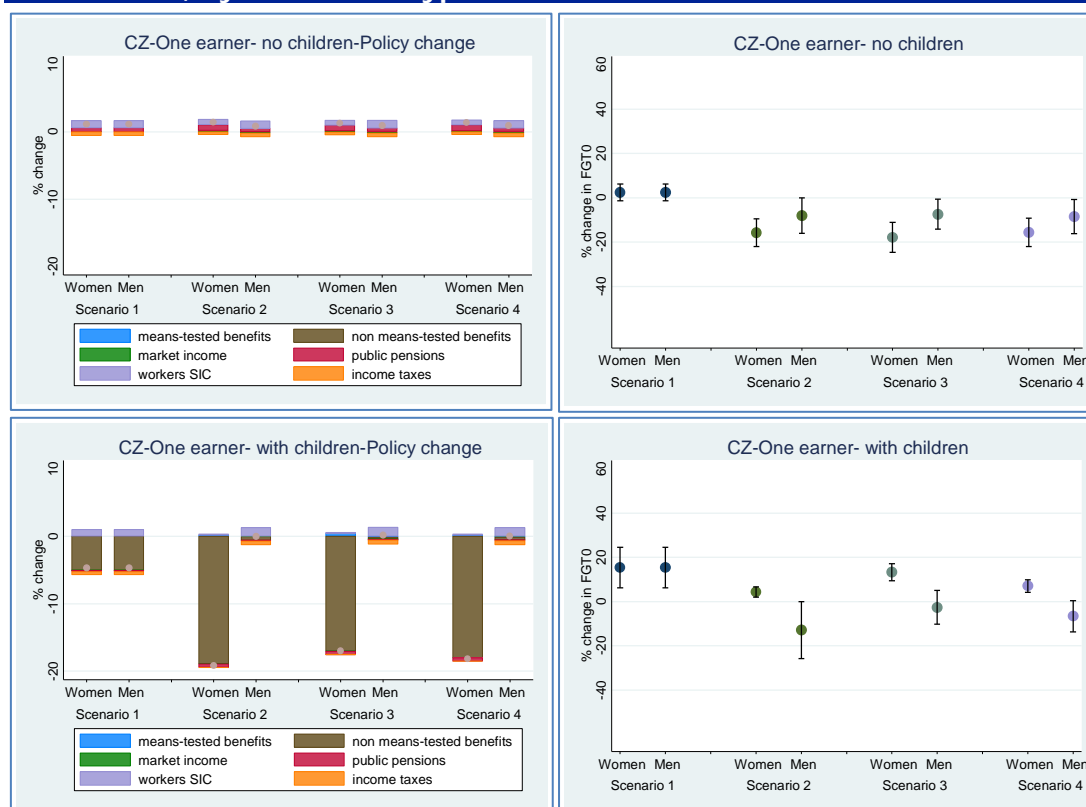 CZ-One earner- no children-Policy change
10
0
-10
-20
% change
Women Men Women Men Women Men Women Men
Scenario 1 Scenario 2 Scenario 3 Scenario 4
means-tested benefits non means-tested benefits
market income public pensions
workers SIC income taxes
CZ-One earner- no children
60
40
20
0
-20
-40
% change in FGT0
Women Men Women Men Women Men Women Men
Scenario 1 Scenario 2 Scenario 3 Scenario 4
CZ-One earner- with children-Policy change
10
0
-10
-20
% change
Women Men Women Men Women Men Women Men
Scenario 1 Scenario 2 Scenario 3 Scenario 4
means-tested benefits non means-tested benefits
market income public pensions
workers SIC income taxes
CZ-One earner- with children
60
40
20
0
-20
-40
% change in FGT0
Women Men Women Men Women Men Women Men
Scenario 1 Scenario 2 Scenario 3 Scenario 4